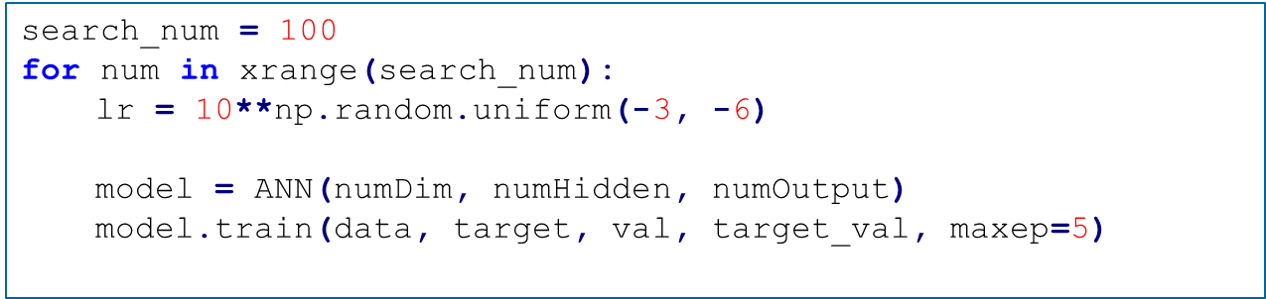 search_num = 100
for num in xrange(search_num):
    lr = 10**np.random.uniform(-3, -6)
    model = ANN(numDim, numHidden, numOutput)
    model.train(data, target, val, target_val, maxep=5)